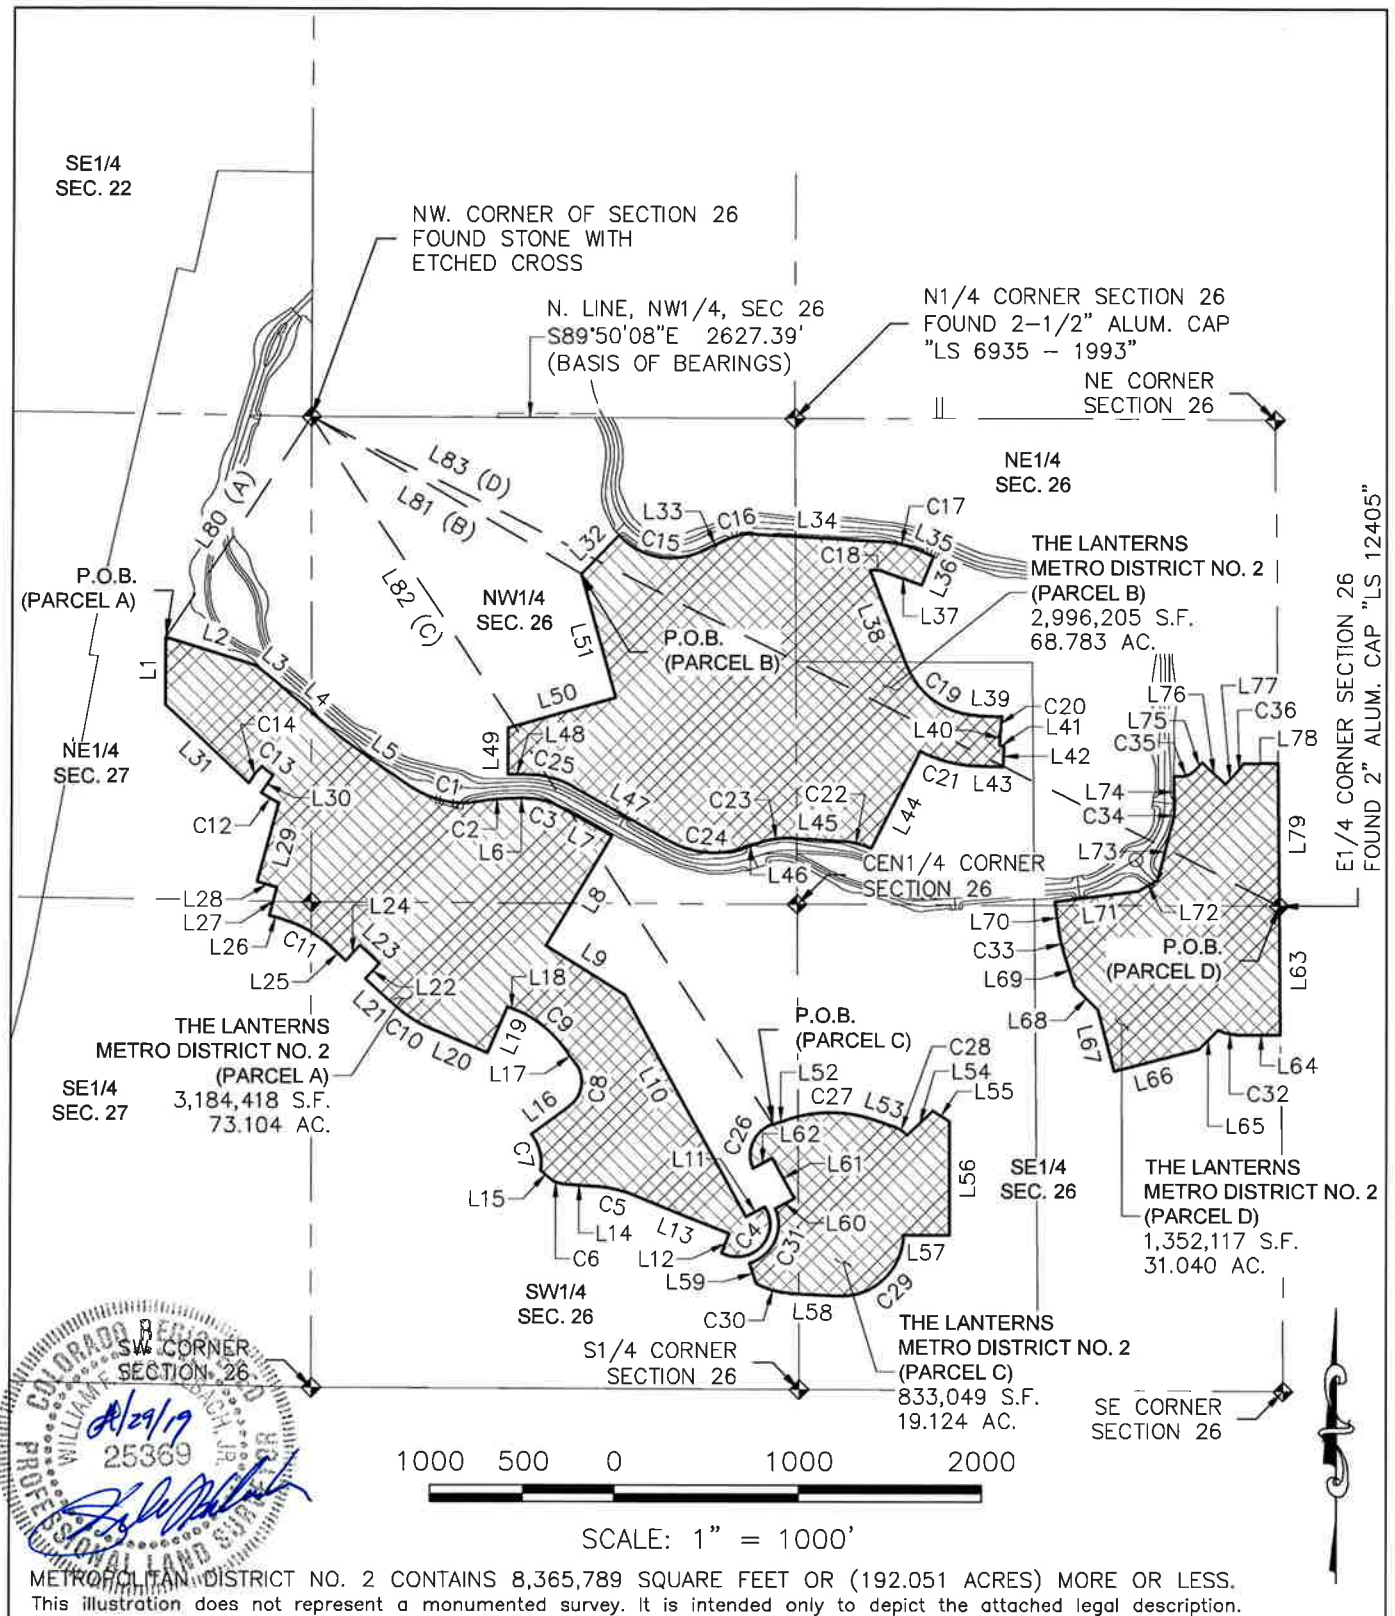 SE1/4
SEC. 22
NW. CORNER OF SECTION 26
FOUND STONE WITH
ETCHED CROSS
N. LINE, NW1/4, SEC 26
S89°50'08"E 2627.39'
(BASIS OF BEARINGS)
N1/4 CORNER SECTION 26
FOUND 2-1/2" ALUM. CAP
"LS 6935 - 1993"
NE CORNER
SECTION 26
NE1/4
SEC. 26
L83 (D)
L81 (B)
L80 (A)
L82 (C)
L33
C16
L34
C17
L35
L32
C15
C18
L36
L37
THE LANTERNS
METRO DISTRICT NO. 2
(PARCEL B)
2,996,205 S.F.
68.783 AC.
E1/4 CORNER SECTION 26
FOUND 2" ALUM. CAP "LS 12405"
P.O.B.
(PARCEL A)
NW1/4
SEC. 26
L51
P.O.B.
(PARCEL B)
L38
L1
L2
L3
L4
L5
C14
C13
L31
L50
L49
L48
C25
C19
L39
C20
L40
L41
L42
C21
L43
L76
L77
L75
C36
C35
L78
NE1/4
SEC. 27
L30
C12
L29
C1
C2
L6
C3
L7
L47
C24
C23
C22
L45
L44
L46
CEN1/4 CORNER
SECTION 26
L74
C34
L73
L79
L28
L27
L26
C11
L25
L24
L23
L22
L21
C10
L20
L8
L9
L70
L71
L72
C33
P.O.B.
(PARCEL D)
L69
L63
L68
L67
L66
L64
C32
L65
THE LANTERNS
METRO DISTRICT NO. 2
(PARCEL A)
3,184,418 S.F.
73.104 AC.
SE1/4
SEC. 27
L18
L19
C9
L17
C8
L10
L16
C7
L15
P.O.B.
(PARCEL C)
L52
C27
C28
L54
L55
L53
C26
L62
L11
L61
L56
L60
C5
L14
C6
L13
C4
L12
C31
L59
C30
L58
C29
L57
SE1/4
SEC. 26
THE LANTERNS
METRO DISTRICT NO. 2
(PARCEL D)
1,352,117 S.F.
31.040 AC.
SW1/4
SEC. 26
THE LANTERNS
METRO DISTRICT NO. 2
(PARCEL C)
833,049 S.F.
19.124 AC.
SW CORNER
SECTION 26
S1/4 CORNER
SECTION 26
SE CORNER
SECTION 26
COLORADO REGISTERED
WILLIAM F. JR.
/29/19
25369
PROFESSIONAL LAND SURVEYOR
1000 500 0 1000 2000
SCALE: 1" = 1000'
METROPOLITAN DISTRICT NO. 2 CONTAINS 8,365,789 SQUARE FEET OR (192.051 ACRES) MORE OR LESS.
This illustration does not represent a monumented survey. It is intended only to depict the attached legal description.